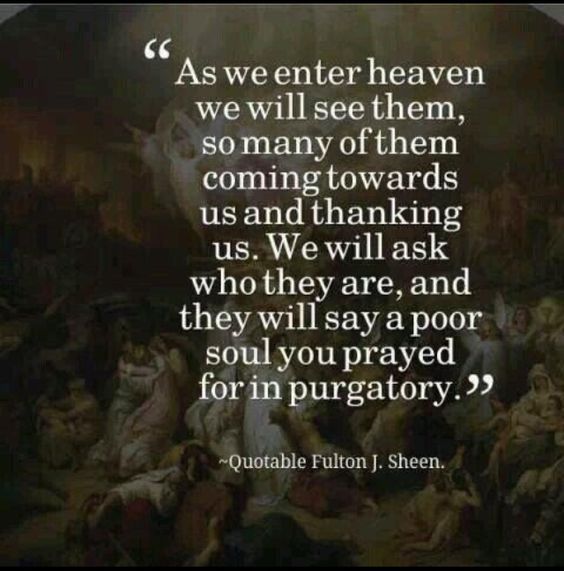 “ As we enter heaven
we will see them,
so many of them
coming towards
us and thanking
us. We will ask
who they are, and
they will say a poor
soul you prayed
for in purgatory.”
~Quotable Fulton J. Sheen.